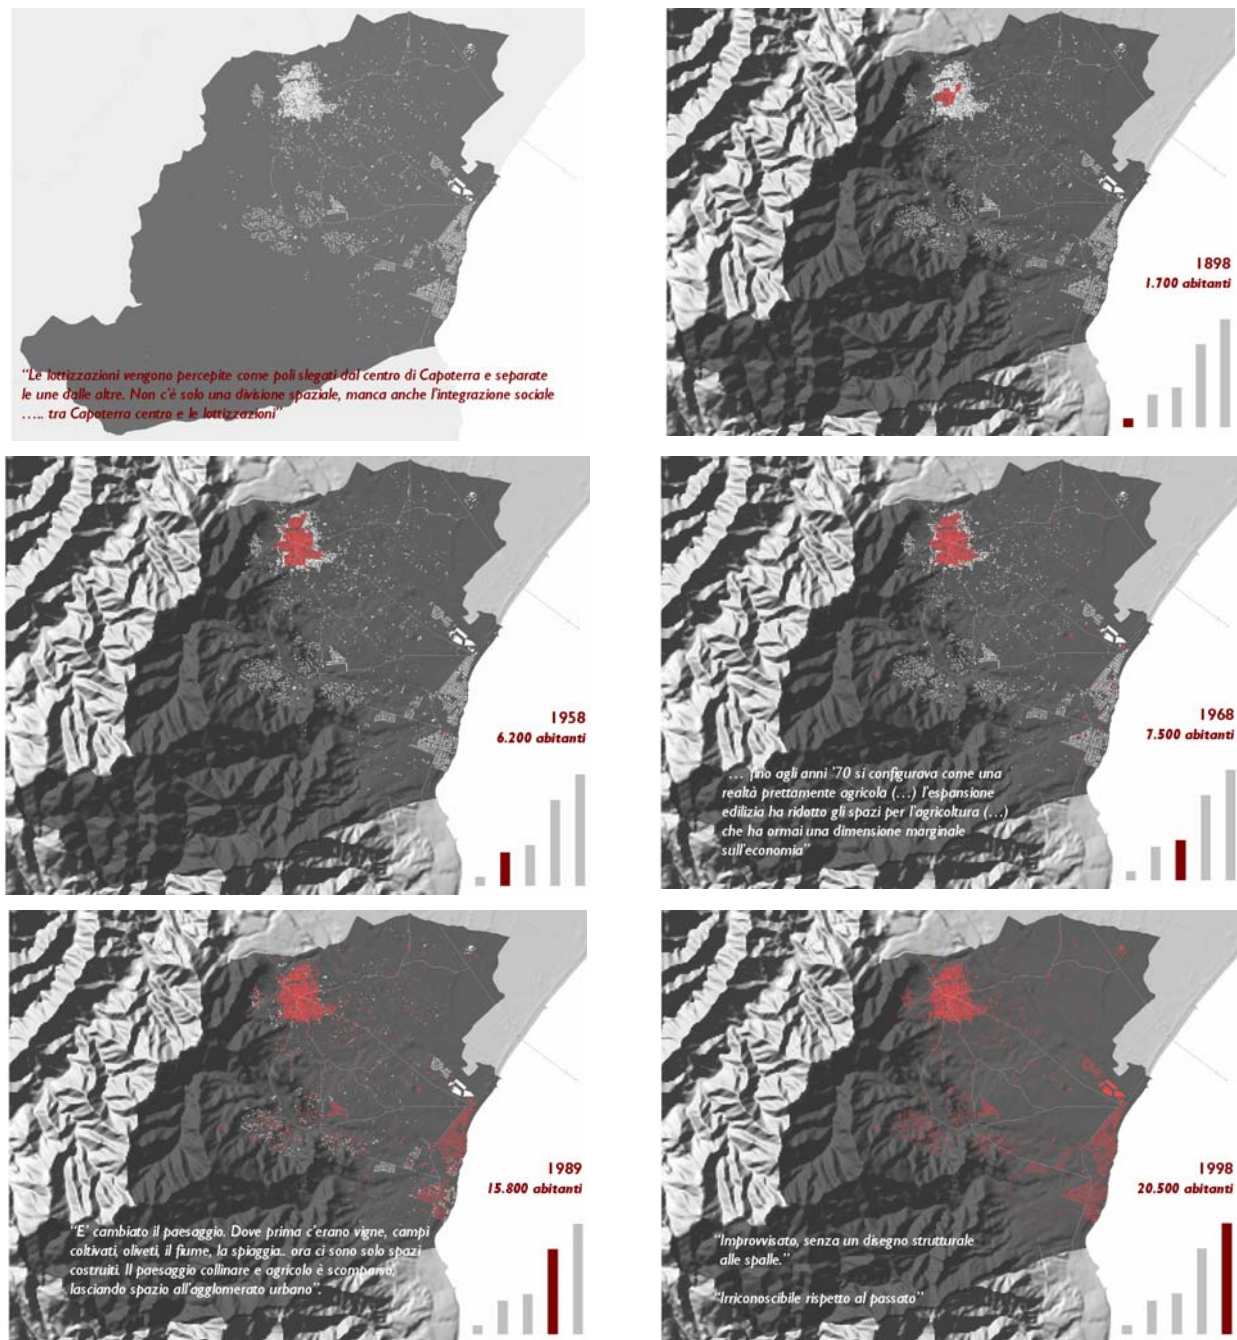 "Le lottizzazioni vengono percepite come poli slegati dal centro di Capoterra e separate
le une dalle altre. Non c'è solo una divisione spaziale, manca anche l'integrazione sociale
….. tra Capoterra centro e le lottizzazioni"
1898
1.700 abitanti
1958
6.200 abitanti
1968
7.500 abitanti
"… fino agli anni '70 si configurava come una
realtà prettamente agricola (…) l'espansione
edilizia ha ridotto gli spazi per l'agricoltura (…)
che ha ormai una dimensione marginale
sull'economia"
1989
15.800 abitanti
"E' cambiato il paesaggio. Dove prima c'erano vigne, campi
coltivati, oliveti, il fiume, la spiaggia.. ora ci sono solo spazi
costruiti. Il paesaggio collinare e agricolo è scomparso,
lasciando spazio all'agglomerato urbano".
1998
20.500 abitanti
"Improvvisato, senza un disegno strutturale
alle spalle."
"Irriconoscibile rispetto al passato"